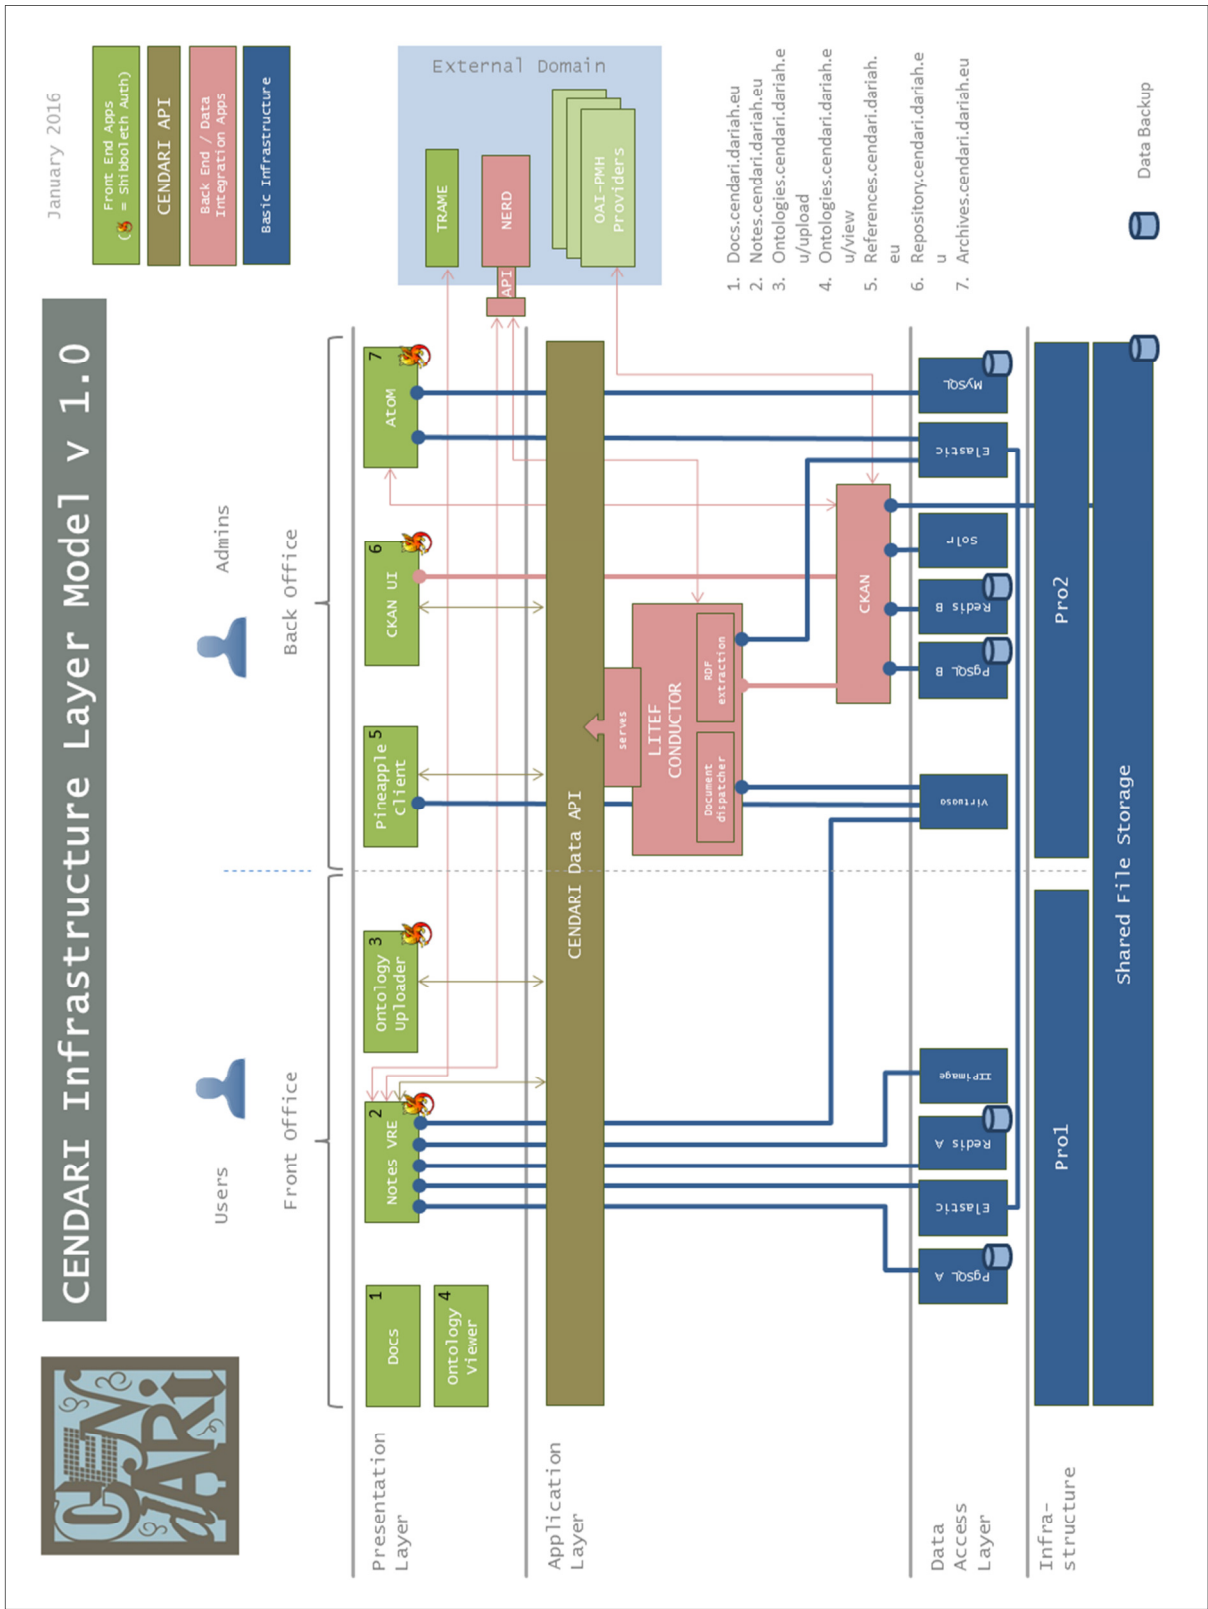 CENDARI
CENDARI Infrastructure Layer Model v 1.0
January 2016
Front End Apps
( = Shibboleth Auth)
CENDARI API
Back End / Data
Integration Apps
Basic Infrastructure
Users
Admins
Front Office
Back Office
External Domain
TRAME
NERD
API
OAI-PMH
Providers
Presentation
Layer
1
Docs
4
Ontology
Viewer
2
Notes VRE
3
Ontology
Uploader
5
Pineapple
Client
6
CKAN UI
7
AtoM
Application
Layer
CENDARI Data API
serves
LITEF
CONDUCTOR
Document
dispatcher
RDF
extraction
CKAN
Data
Access
Layer
PgSQL A
Elastic
Redis A
IIPimage
Virtuoso
PgSQL B
Redis B
Solr
Elastic
MySQL
Infra-
structure
Pro1
Pro2
Shared File Storage
1. Docs.cendari.dariah.eu
2. Notes.cendari.dariah.eu
3. Ontologies.cendari.dariah.e
u/upload
4. Ontologies.cendari.dariah.e
u/view
5. References.cendari.dariah.
eu
6. Repository.cendari.dariah.e
u
7. Archives.cendari.dariah.eu
Data Backup